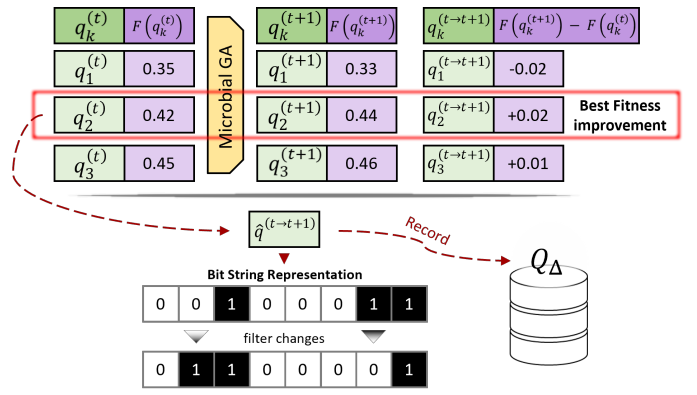 q_k^(t) F(q_k^(t)) q_k^(t+1) F(q_k^(t+1)) q_k^(t→t+1) F(q_k^(t+1)) − F(q_k^(t))
Microbial GA
q_1^(t) 0.35 q_1^(t+1) 0.33 q_1^(t→t+1) -0.02
q_2^(t) 0.42 q_2^(t+1) 0.44 q_2^(t→t+1) +0.02
Best Fitness
improvement
q_3^(t) 0.45 q_3^(t+1) 0.46 q_3^(t→t+1) +0.01
q̂^(t→t+1)
Record
Q_Δ
Bit String Representation
0 0 1 0 0 0 1 1
filter changes
0 1 1 0 0 0 0 1